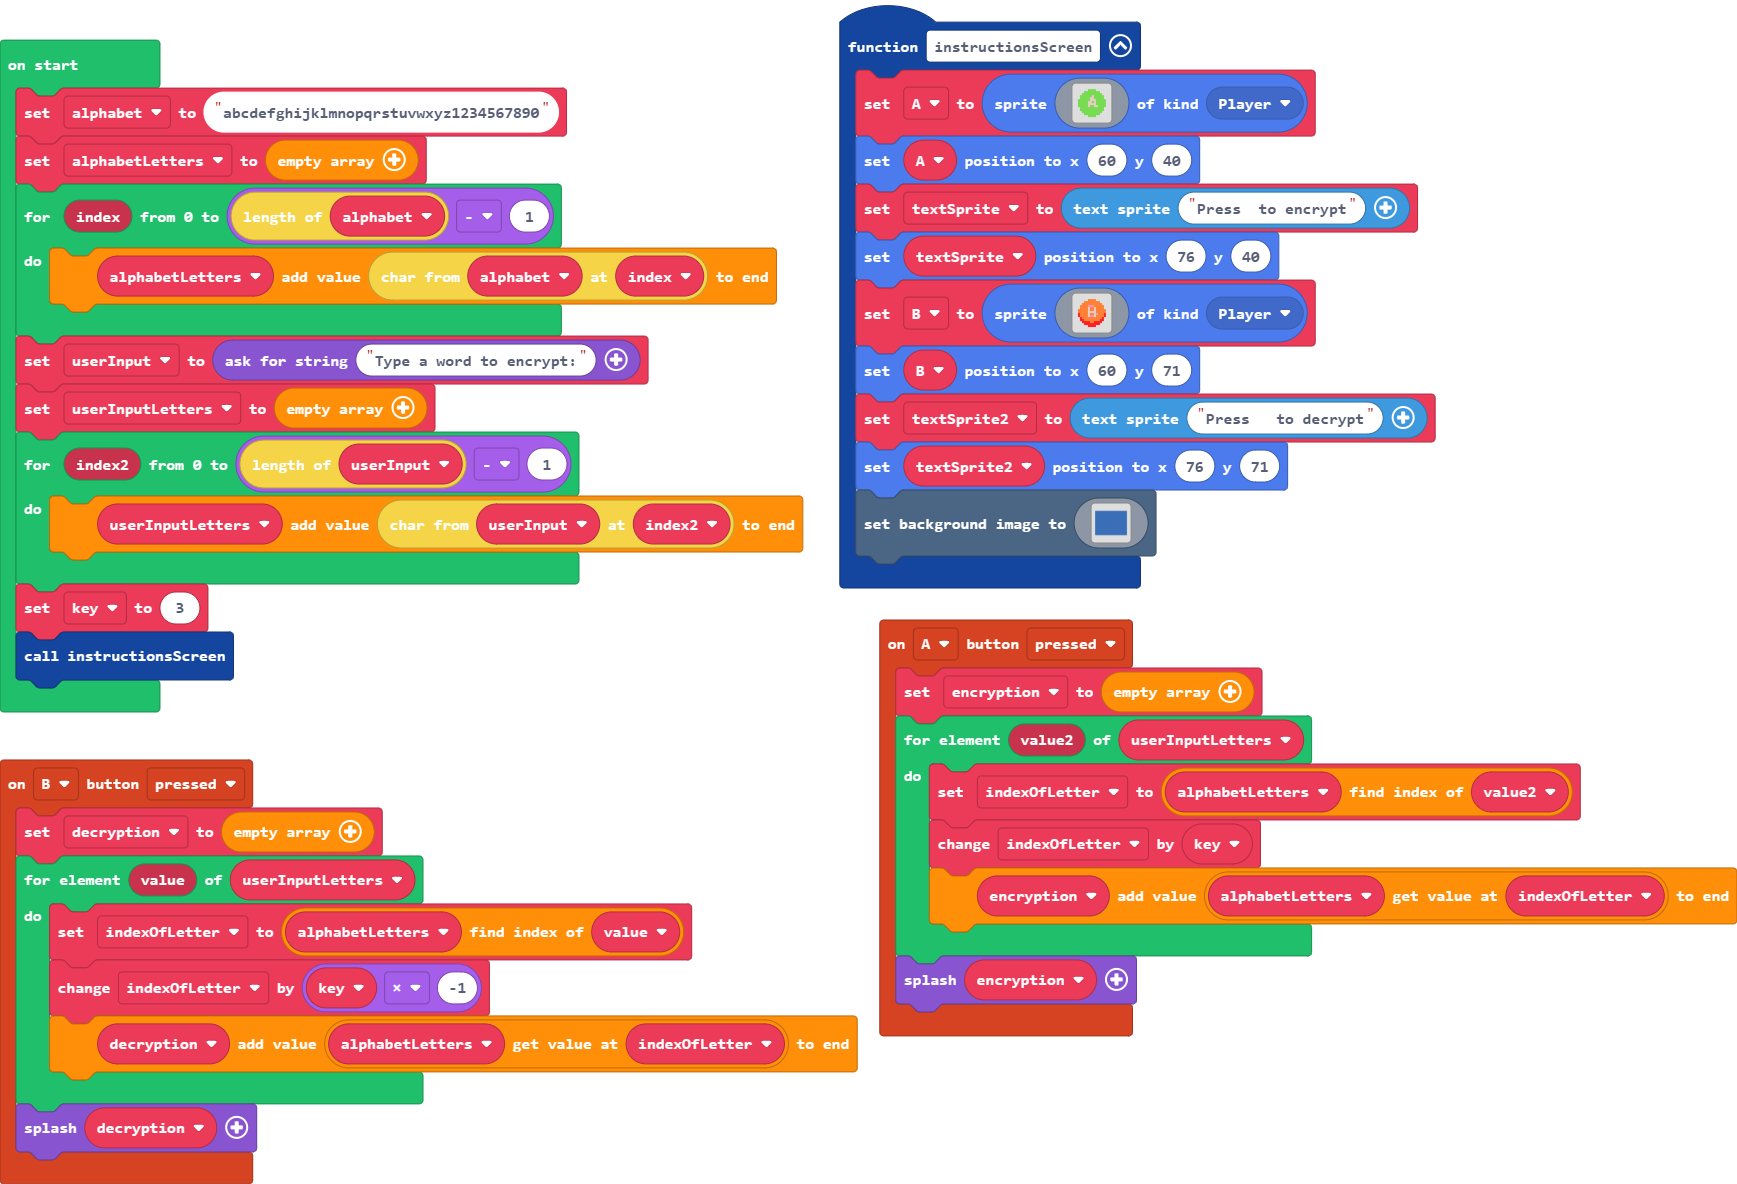 on start
set alphabet to "abcdefghijklmnopqrstuvwxyz1234567890"
set alphabetLetters to empty array
for index from 0 to length of alphabet - 1
do alphabetLetters add value char from alphabet at index to end
set userInput to ask for string "Type a word to encrypt:"
set userInputLetters to empty array
for index2 from 0 to length of userInput - 1
do userInputLetters add value char from userInput at index2 to end
set key to 3
call instructionsScreen
on B button pressed
set decryption to empty array
for element value of userInputLetters
do set indexOfLetter to alphabetLetters find index of value
change indexOfLetter by key × -1
decryption add value alphabetLetters get value at indexOfLetter to end
splash decryption
function instructionsScreen
set A to sprite A of kind Player
set A position to x 60 y 40
set textSprite to text sprite "Press  to encrypt"
set textSprite position to x 76 y 40
set B to sprite B of kind Player
set B position to x 60 y 71
set textSprite2 to text sprite "Press   to decrypt"
set textSprite2 position to x 76 y 71
set background image to
on A button pressed
set encryption to empty array
for element value2 of userInputLetters
do set indexOfLetter to alphabetLetters find index of value2
change indexOfLetter by key
encryption add value alphabetLetters get value at indexOfLetter to end
splash encryption